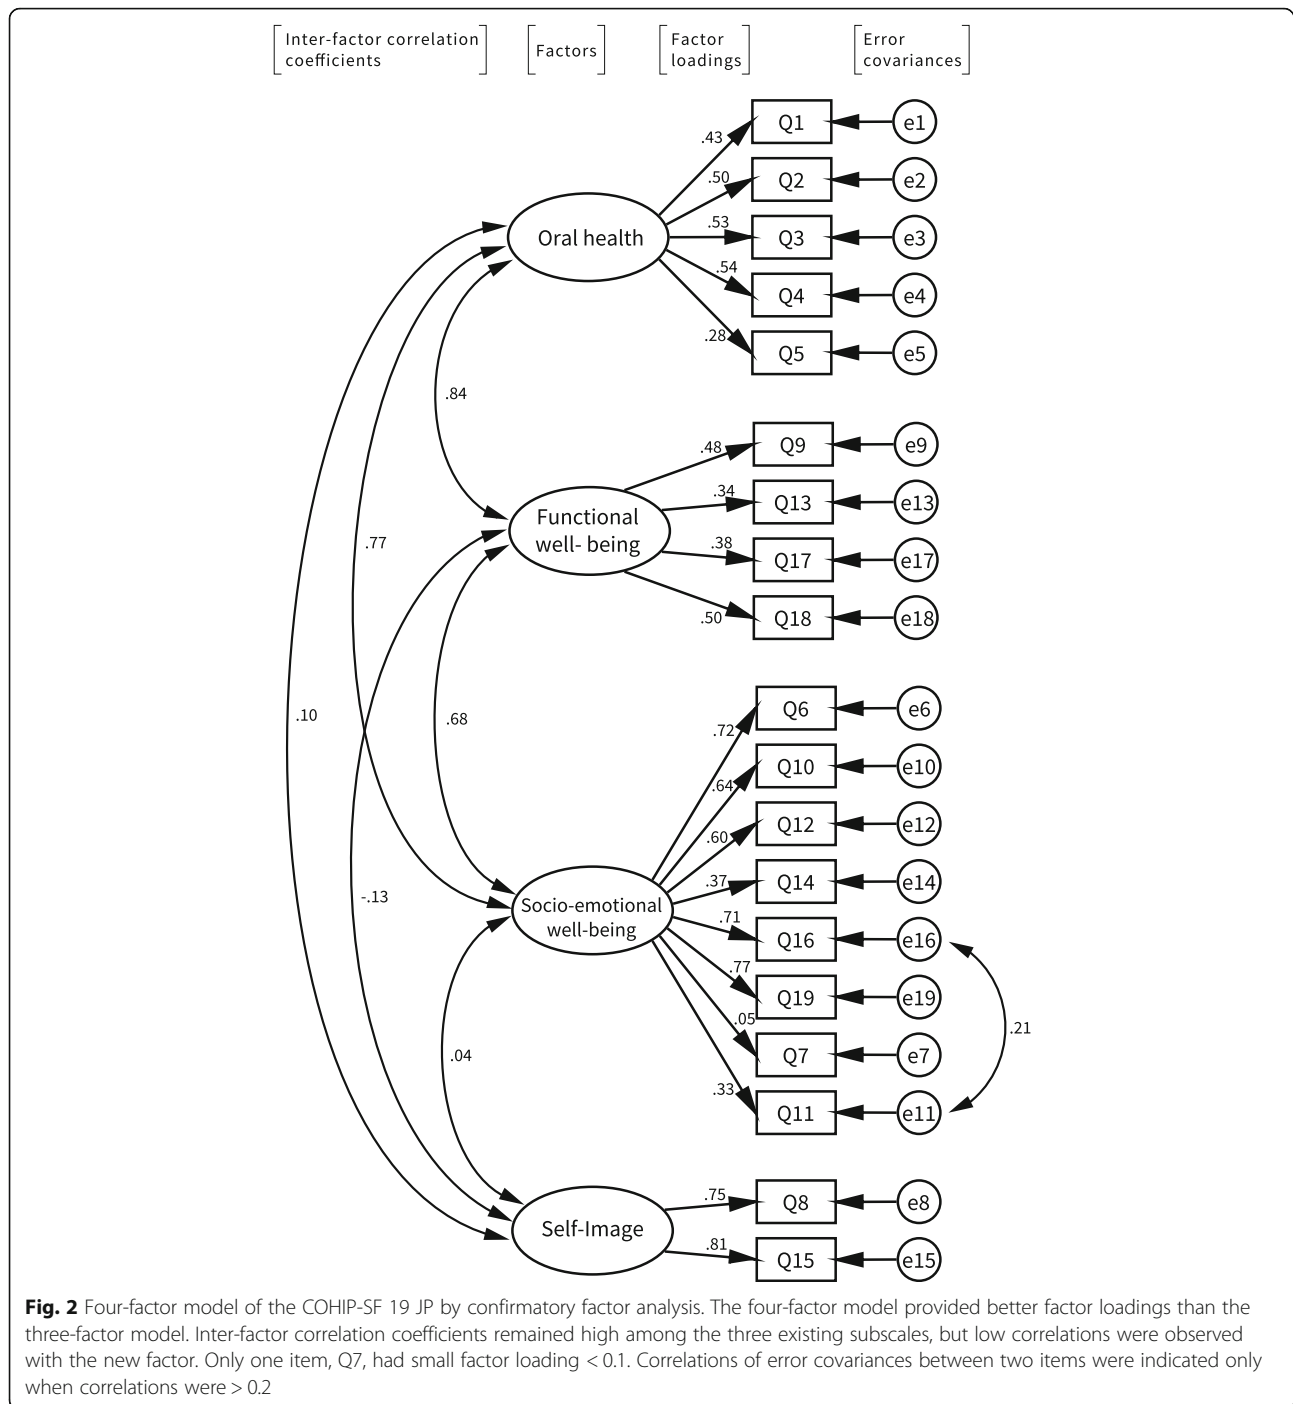 Inter-factor correlation
coefficients
Factors
Factor
loadings
Error
covariances
.43
Q1
e1
.50
Q2
e2
Oral health
.53
Q3
e3
.54
Q4
e4
.28
Q5
e5
.84
.48
Q9
e9
Functional
well- being
.34
Q13
e13
.77
.38
Q17
e17
.50
Q18
e18
.10
.68
.72
Q6
e6
.64
Q10
e10
.60
Q12
e12
-.13
Socio-emotional
well-being
.37
Q14
e14
.71
Q16
e16
.77
Q19
e19
.21
.04
.05
Q7
e7
.33
Q11
e11
Self-Image
.75
Q8
e8
.81
Q15
e15
Fig. 2 Four-factor model of the COHIP-SF 19 JP by confirmatory factor analysis. The four-factor model provided better factor loadings than the
three-factor model. Inter-factor correlation coefficients remained high among the three existing subscales, but low correlations were observed
with the new factor. Only one item, Q7, had small factor loading < 0.1. Correlations of error covariances between two items were indicated only
when correlations were > 0.2